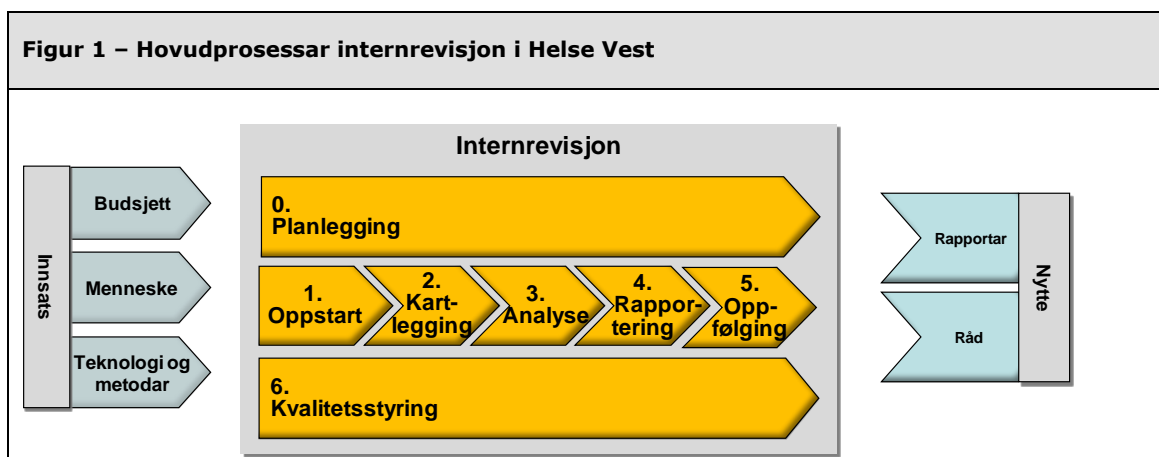 Figur 1 – Hovudprosessar internrevisjon i Helse Vest
Innsats
Budsjett
Menneske
Teknologi og
metodar
Internrevisjon
0.
Planlegging
1.
Oppstart
2.
Kart-
legging
3.
Analyse
4.
Rappor-
tering
5.
Opp-
følging
6.
Kvalitetsstyring
Rapportar
Råd
Nytte